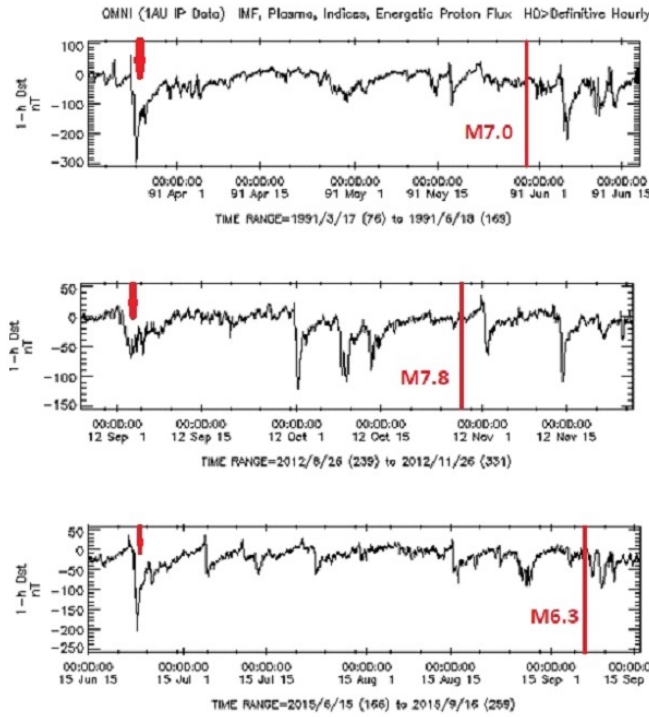 OMNI (1AU IP Data) IMF, Plasma, Indices, Energetic Proton Flux HD>Definitive Hourly
100
0
-100
-200
-300
1-h Dst
nT
M7.0
00:00:00 00:00:00 00:00:00 00:00:00 00:00:00 00:00:00
91 Apr 1 91 Apr 15 91 May 1 91 May 15 91 Jun 1 91 Jun 15
TIME RANGE=1991/3/17 (76) to 1991/6/18 (169)
50
0
-50
-100
-150
1-h Dst
nT
M7.8
00:00:00 00:00:00 00:00:00 00:00:00 00:00:00 00:00:00
12 Sep 1 12 Sep 15 12 Oct 1 12 Oct 15 12 Nov 1 12 Nov 15
TIME RANGE=2012/8/26 (239) to 2012/11/26 (331)
50
0
-50
-100
-150
-200
-250
1-h Dst
nT
M6.3
00:00:00 00:00:00 00:00:00 00:00:00 00:00:00 00:00:00 00:00:00
15 Jun 15 15 Jul 1 15 Jul 15 15 Aug 1 15 Aug 15 15 Sep 1 15 Sep
TIME RANGE=2015/6/15 (166) to 2015/9/16 (259)